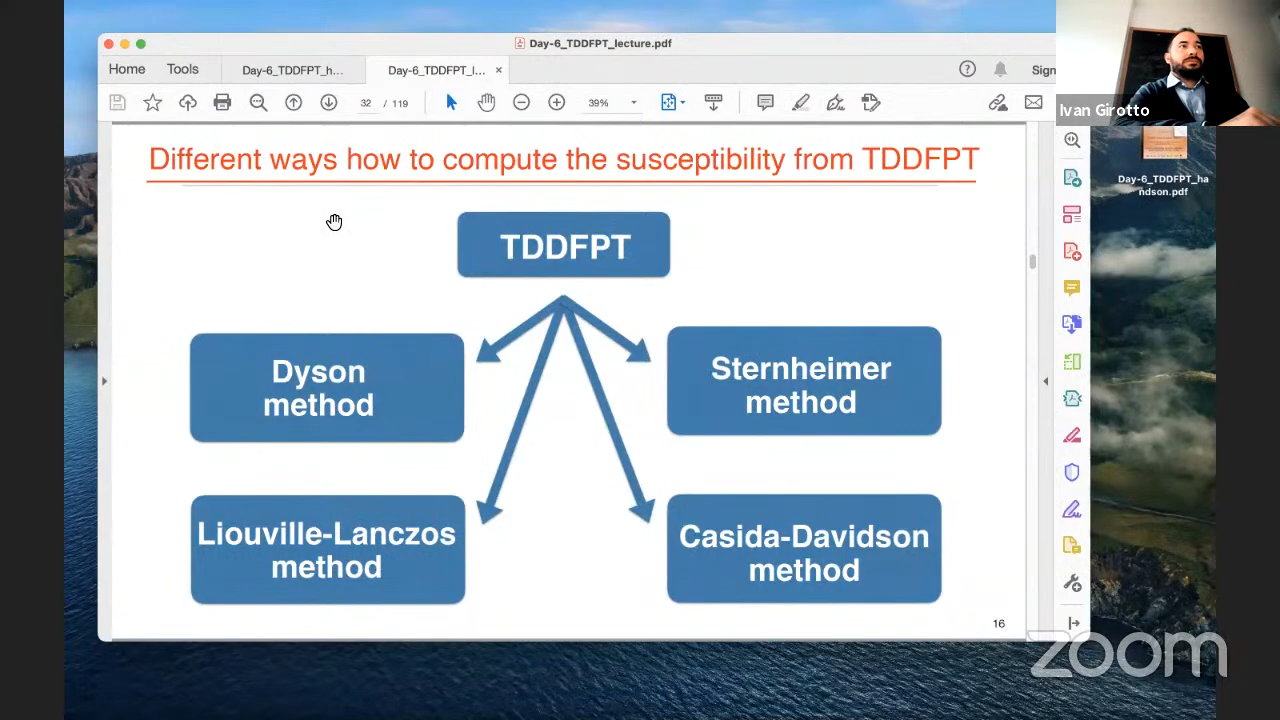 Day-6_TDDFPT_lecture.pdf
Home
Tools
Day-6_TDDFPT_h...
Day-6_TDDFPT_l...
Sign
32 / 119
39%
Ivan Girotto
Different ways how to compute the susceptibility from TDDFPT
Day-6_TDDFPT_ha
ndson.pdf
TDDFPT
Dyson
method
Sternheimer
method
Liouville-Lanczos
method
Casida-Davidson
method
16
zoom